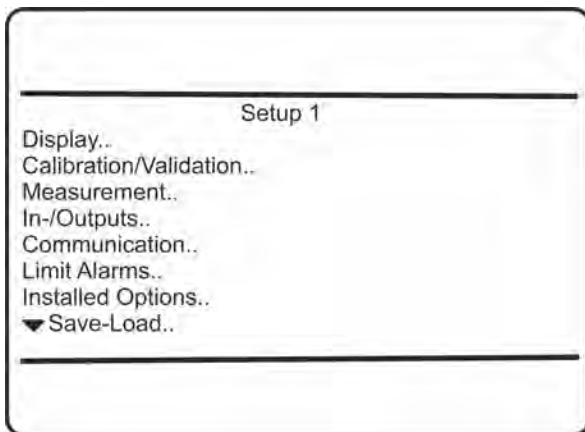 Setup 1
Display..
Calibration/Validation..
Measurement..
In-/Outputs..
Communication..
Limit Alarms..
Installed Options..
Save-Load..